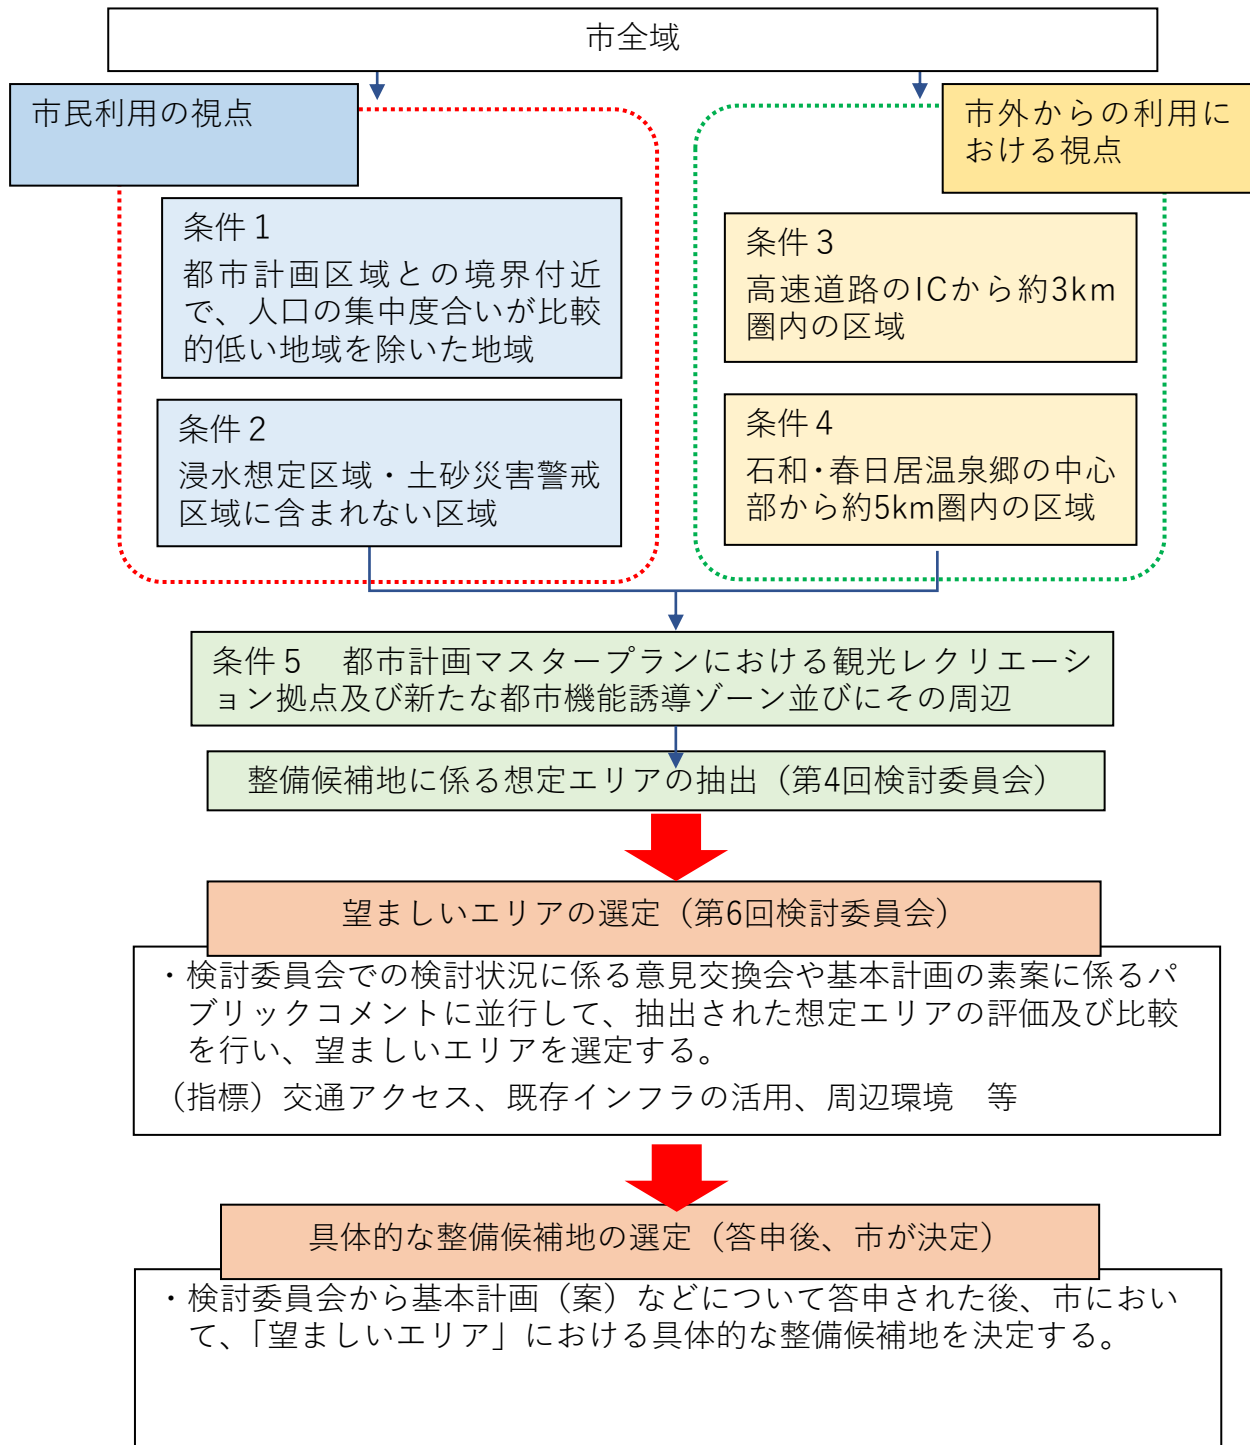 市全域
市民利用の視点
市外からの利用に
おける視点
条件１
都市計画区域との境界付近
で、人口の集中度合いが比較
的低い地域を除いた地域
条件２
浸水想定区域・土砂災害警戒
区域に含まれない区域
条件３
高速道路のICから約3km
圏内の区域
条件４
石和・春日居温泉郷の中心
部から約5km圏内の区域
条件５　都市計画マスタープランにおける観光レクリエーシ
ョン拠点及び新たな都市機能誘導ゾーン並びにその周辺
整備候補地に係る想定エリアの抽出（第4回検討委員会）
望ましいエリアの選定（第6回検討委員会）
・検討委員会での検討状況に係る意見交換会や基本計画の素案に係るパ
ブリックコメントに並行して、抽出された想定エリアの評価及び比較
を行い、望ましいエリアを選定する。
（指標）交通アクセス、既存インフラの活用、周辺環境　等
具体的な整備候補地の選定（答申後、市が決定）
・検討委員会から基本計画（案）などについて答申された後、市におい
て、「望ましいエリア」における具体的な整備候補地を決定する。